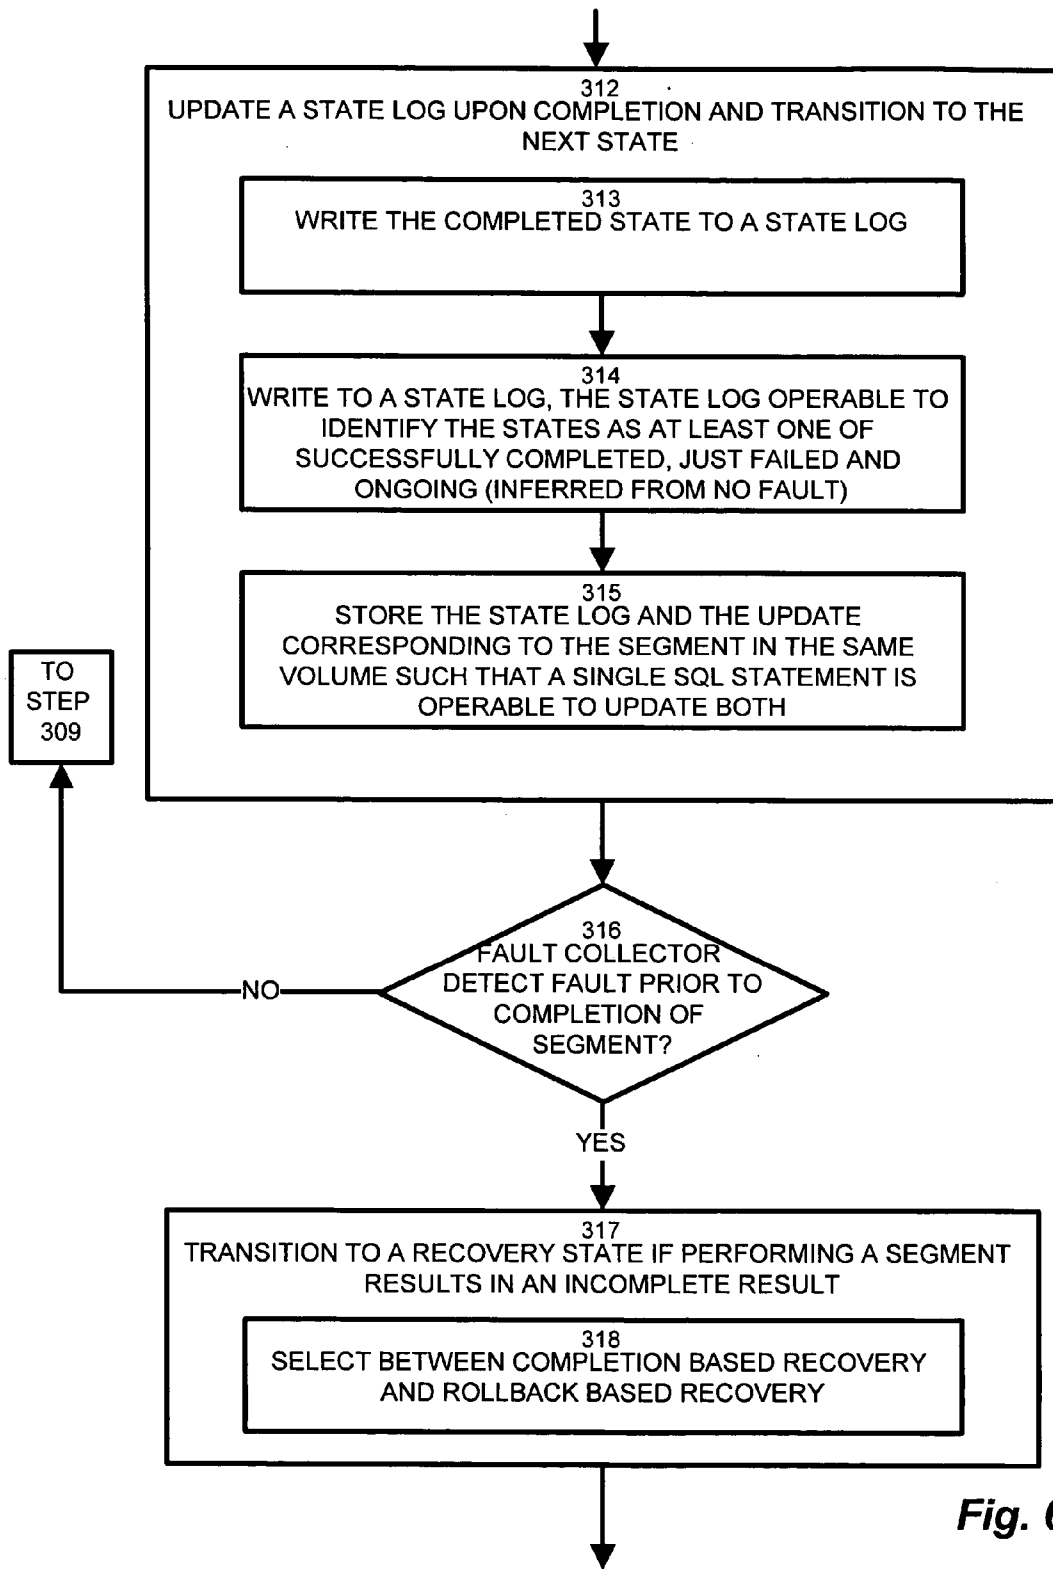 312
UPDATE A STATE LOG UPON COMPLETION AND TRANSITION TO THE
NEXT STATE
313
WRITE THE COMPLETED STATE TO A STATE LOG
314
WRITE TO A STATE LOG, THE STATE LOG OPERABLE TO
IDENTIFY THE STATES AS AT LEAST ONE OF
SUCCESSFULLY COMPLETED, JUST FAILED AND
ONGOING (INFERRED FROM NO FAULT)
315
STORE THE STATE LOG AND THE UPDATE
CORRESPONDING TO THE SEGMENT IN THE SAME
VOLUME SUCH THAT A SINGLE SQL STATEMENT IS
OPERABLE TO UPDATE BOTH
TO
STEP
309
316
FAULT COLLECTOR
DETECT FAULT PRIOR TO
COMPLETION OF
SEGMENT?
NO
YES
317
TRANSITION TO A RECOVERY STATE IF PERFORMING A SEGMENT
RESULTS IN AN INCOMPLETE RESULT
318
SELECT BETWEEN COMPLETION BASED RECOVERY
AND ROLLBACK BASED RECOVERY
Fig. 6